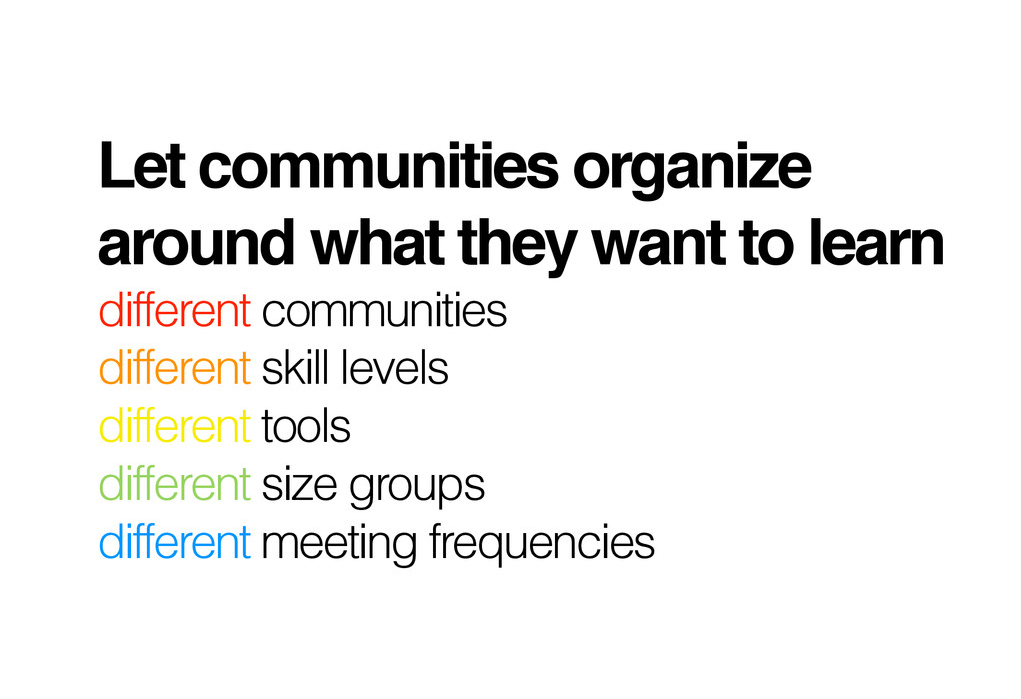 Let communities organize
around what they want to learn
different communities
different skill levels
different tools
different size groups
different meeting frequencies